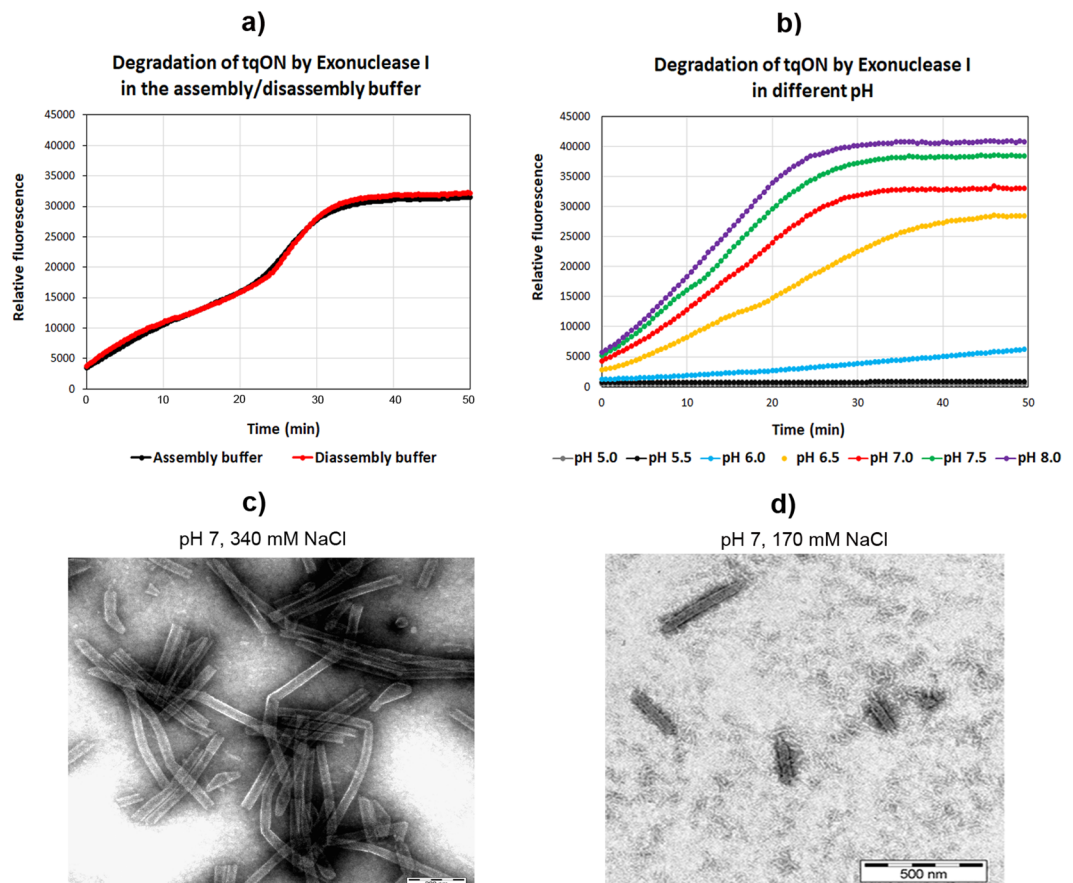 a)
Degradation of tqON by Exonuclease I
in the assembly/disassembly buffer
45000
40000
35000
30000
25000
20000
15000
10000
5000
0
Relative fluorescence
0 10 20 30 40 50
Time (min)
Assembly buffer Diassembly buffer
b)
Degradation of tqON by Exonuclease I
in different pH
45000
40000
35000
30000
25000
20000
15000
10000
5000
0
Relative fluorescence
0 10 20 30 40 50
Time (min)
pH 5.0 pH 5.5 pH 6.0 pH 6.5 pH 7.0 pH 7.5 pH 8.0
c)
pH 7, 340 mM NaCl
d)
pH 7, 170 mM NaCl
500 nm